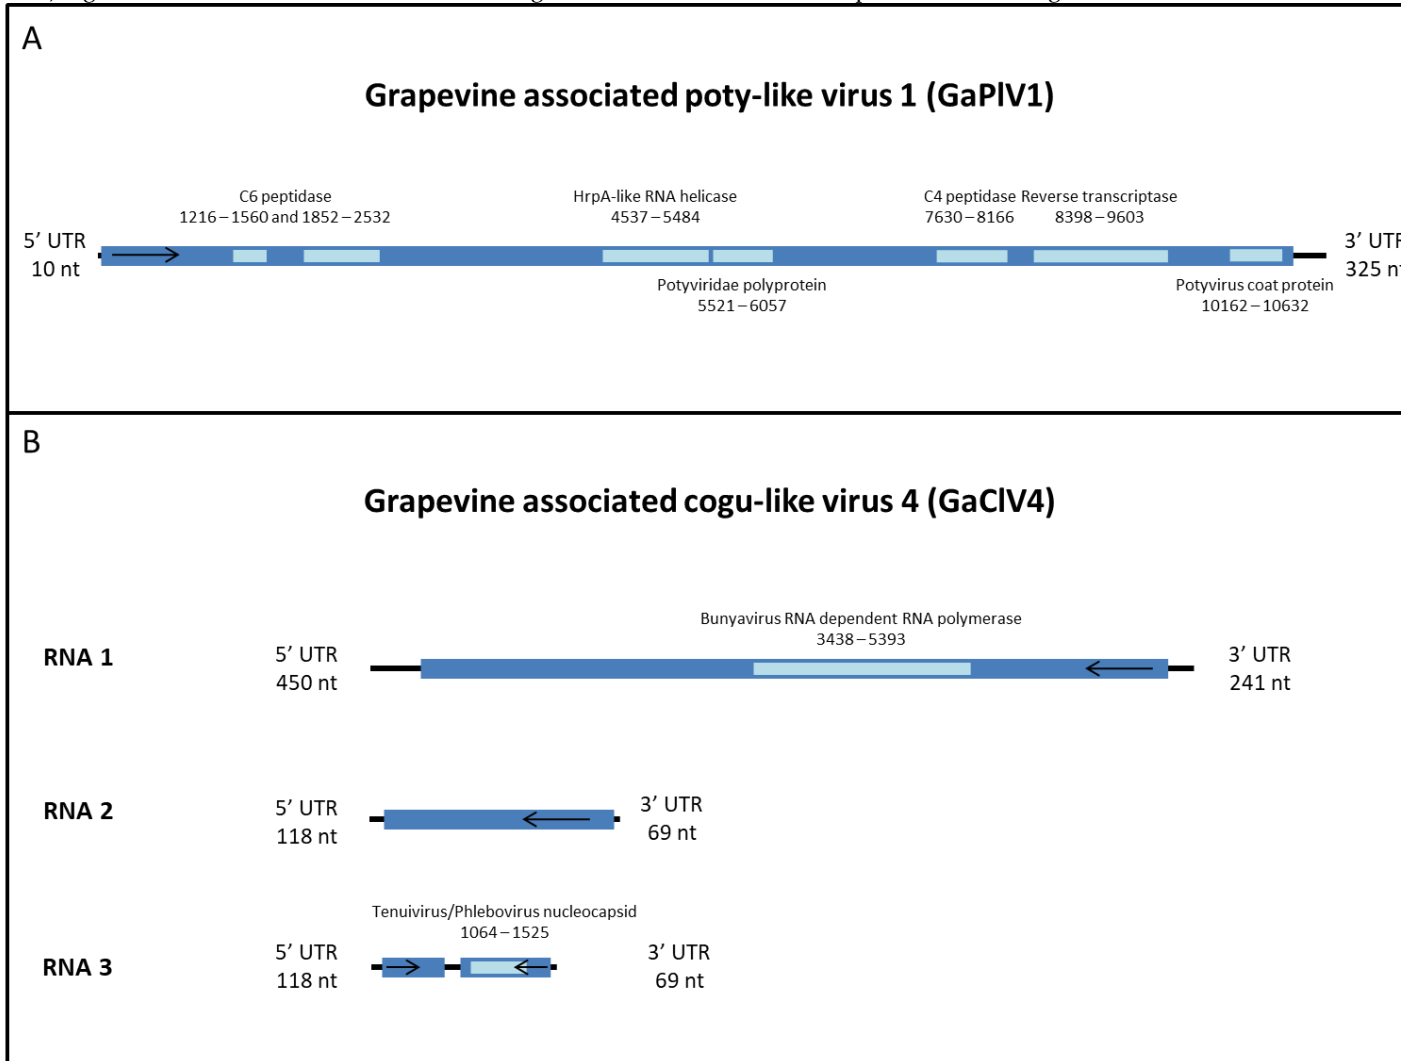 A
Grapevine associated poty-like virus 1 (GaPlV1)
C6 peptidase
1216–1560 and 1852–2532
HrpA-like RNA helicase
4537–5484
C4 peptidase
7630–8166
Reverse transcriptase
8398–9603
5’ UTR
10 nt
3’ UTR
325 nt
Potyviridae polyprotein
5521–6057
Potyvirus coat protein
10162–10632
B
Grapevine associated cogu-like virus 4 (GaClV4)
Bunyavirus RNA dependent RNA polymerase
3438–5393
RNA 1
5’ UTR
450 nt
3’ UTR
241 nt
RNA 2
5’ UTR
118 nt
3’ UTR
69 nt
Tenuivirus/Phlebovirus nucleocapsid
1064–1525
RNA 3
5’ UTR
118 nt
3’ UTR
69 nt